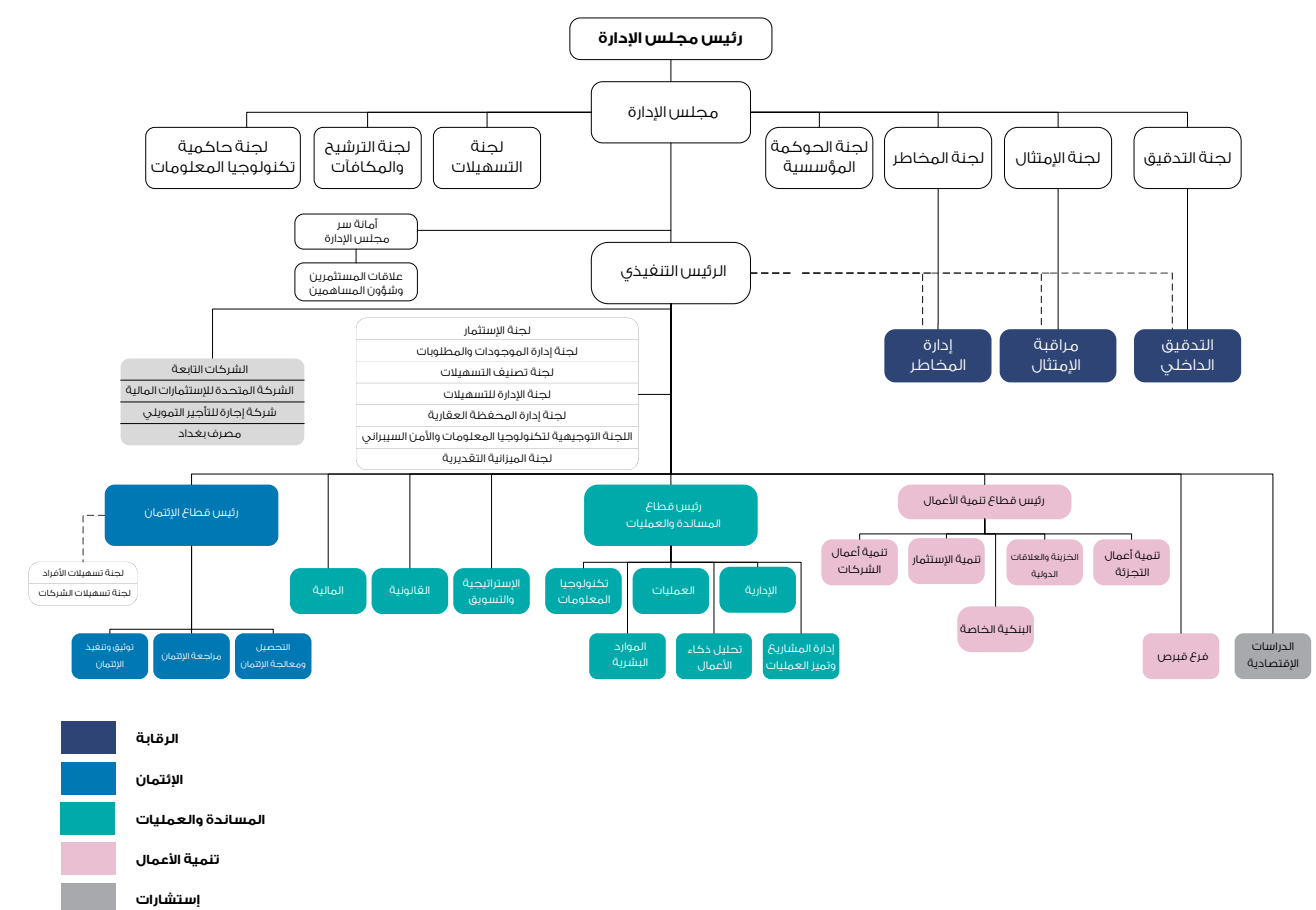 رئيس مجلس الإدارة
مجلس الإدارة
لجنة التدقيق
لجنة الإمتثال
لجنة المخاطر
لجنة الحوكمة
المؤسسية
لجنة
التسهيلات
لجنة الترشيح
والمكافآت
لجنة حاكمية
تكنولوجيا المعلومات
أمانة سر
مجلس الإدارة
علاقات المستثمرين
وشؤون المساهمين
الرئيس التنفيذي
التدقيق
الداخلي
مراقبة
الإمتثال
إدارة
المخاطر
لجنة الإستثمار
لجنة إدارة الموجودات والمطلوبات
لجنة تصنيف التسهيلات
لجنة الإدارة للتسهيلات
لجنة إدارة المحفظة العقارية
اللجنة التوجيهية لتكنولوجيا المعلومات والأمن السيبراني
لجنة الميزانية التقديرية
الشركات التابعة
الشركة المتحدة للإستثمارات المالية
شركة إجارة للتأجير التمويلي
مصرف بغداد
رئيس قطاع تنمية الأعمال
رئيس قطاع
المساندة والعمليات
رئيس قطاع الإئتمان
تنمية أعمال
التجزئة
الخزينة والعلاقات
الدولية
تنمية الإستثمار
تنمية أعمال
الشركات
البنكية الخاصة
الدراسات
الإقتصادية
فرع قبرص
الإدارية
العمليات
تكنولوجيا
المعلومات
الإستراتيجية
والتسويق
القانونية
المالية
إدارة المشاريع
وتميز العمليات
تحليل ذكاء
الأعمال
الموارد
البشرية
لجنة تسهيلات الأفراد
لجنة تسهيلات الشركات
التحصيل
ومعالجة الإئتمان
مراجعة الإئتمان
توثيق وتنفيذ
الإئتمان
الرقابة
الإئتمان
المساندة والعمليات
تنمية الأعمال
إستشارات